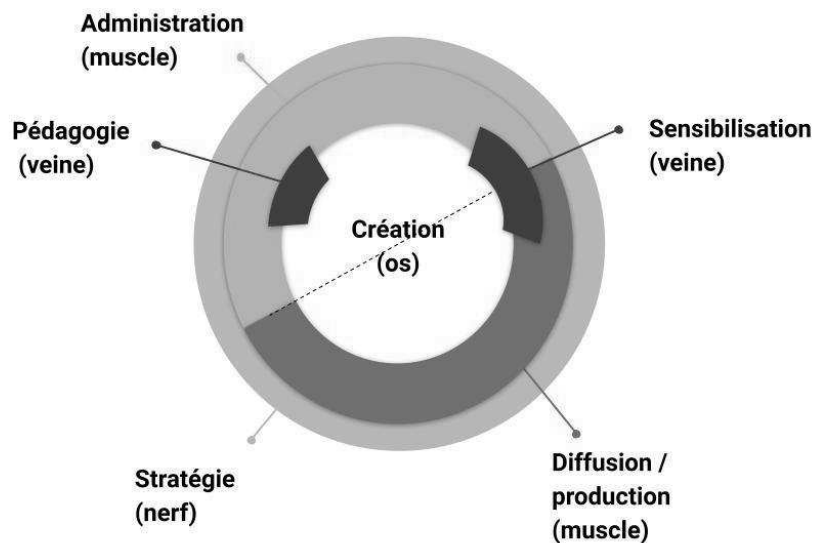 Administration
(muscle)
Pédagogie
(veine)
Sensibilisation
(veine)
Création
(os)
Stratégie
(nerf)
Diffusion /
production
(muscle)